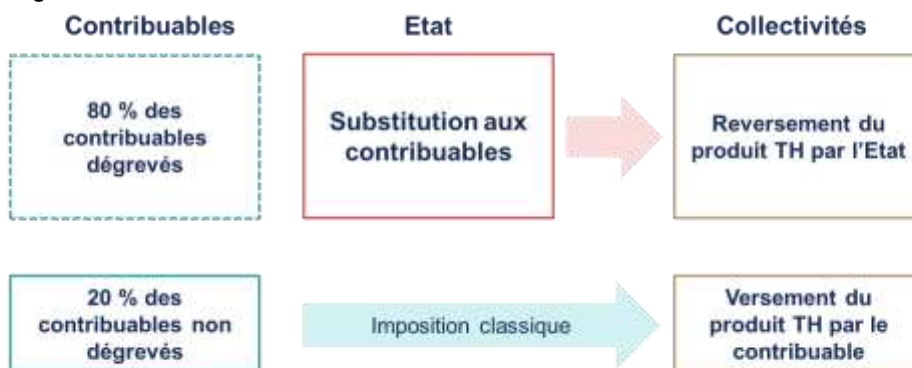 Contribuables
Etat
Collectivités
80 % des
contribuables
dégrevés
Substitution aux
contribuables
Reversement du
produit TH par l'Etat
20 % des
contribuables non
dégrevés
Imposition classique
Versement du
produit TH par le
contribuable